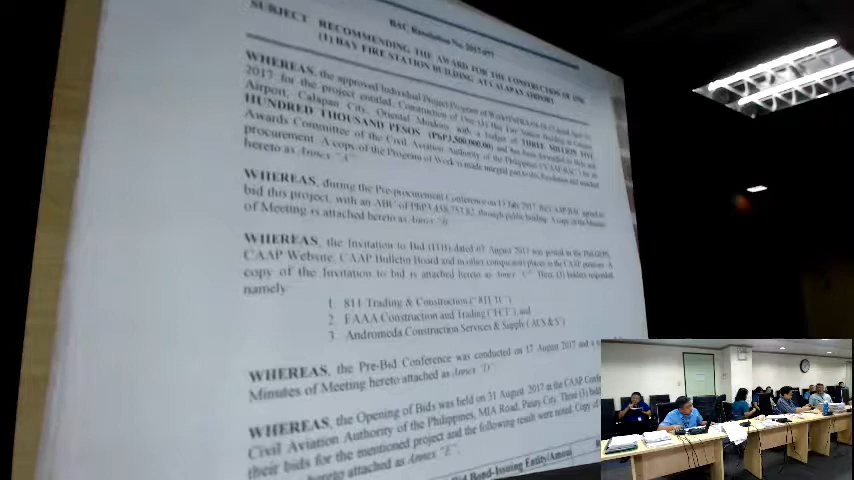 BAC Resolution No. 2017-
SUBJECT RECOMMENDING THE AWARD FOR THE CONSTRUCTION OF ONE
(1) BAY FIRE STATION BUILDING AT CALAPAN AIRPORT
WHEREAS, the approved Individual Project Program of Work
2017 for the project entitled, Construction of One (1) Bay Fire Station Building at Calapan
Airport, Calapan City, Oriental Mindoro with a budget of THREE MILLION FIVE
HUNDRED THOUSAND PESOS (PhP3,500,000.00) and has been forwarded to Bids and
Awards Committee of the Civil Aviation Authority of the Philippines (CAAP-BAC) for
procurement. A copy of the Program of Work is made integral part to this Resolution and attached
hereto as Annex "A".
WHEREAS, during the Pre-procurement Conference on 13 July 2017, the CAAP-BAC agreed to
bid this project, with an ABC of through public bidding. A copy of the Minutes
of Meeting is attached hereto as Annex "B".
WHEREAS, the Invitation to Bid (ITB) dated 07 August 2017 was posted in the PhilGEPS,
CAAP Website, CAAP Bulletin Board and in other conspicuous places in the CAAP premises. A
copy of the Invitation to bid is attached hereto as Annex "C". Three (3) bidders responded
namely
1. 811 Trading & Construction ("811 TC")
2. FAAA Construction and Trading ("FCT"), and
3. Andromeda Construction Services & Supply ("ACS & S")
WHEREAS, the Pre-Bid Conference was conducted on 17 August 2017 and a
Minutes of Meeting hereto attached as Annex "D".
WHEREAS, the Opening of Bids was held on 31 August 2017 at the CAAP
Civil Aviation Authority of the Philippines, MIA Road, Pasay City. Three (3)
their bids for the mentioned project and the following result were noted. Copy of
hereto attached as Annex "E".
Bid Bond-Issuing Entity/Amount